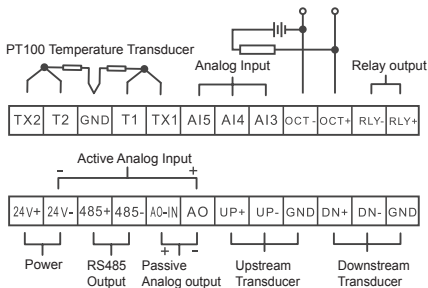 PT100 Temperature Transducer
Analog Input
Relay output
TX2 T2 GND T1 TX1 AI5 AI4 AI3 OCT- OCT+ RLY- RLY+
- Active Analog Input +
24V+ 24V- 485+ 485- AO-IN AO UP+ UP- GND DN+ DN- GND
+ -
Power RS485 Passive Upstream Downstream
Output Analog output Transducer Transducer